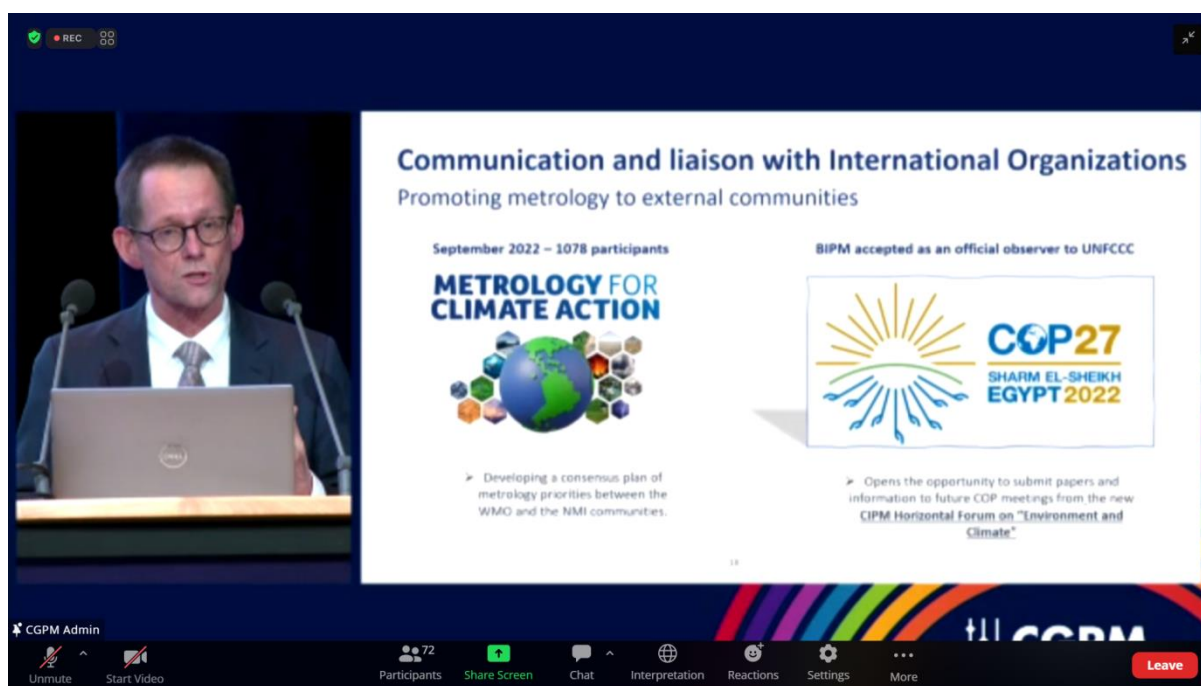 REC
Communication and liaison with International Organizations
Promoting metrology to external communities
September 2022 – 1078 participants
METROLOGY FOR
CLIMATE ACTION
➢ Developing a consensus plan of
metrology priorities between the
WMO and the NMI communities.
BIPM accepted as an official observer to UNFCCC
COP27
SHARM EL-SHEIKH
EGYPT 2022
➢ Opens the opportunity to submit papers and
information to future COP meetings from the new
CIPM Horizontal Forum on "Environment and
Climate"
18
DELL
CGPM
CGPM Admin
72
Unmute
Start Video
Participants
Share Screen
Chat
Interpretation
Reactions
Settings
More
Leave